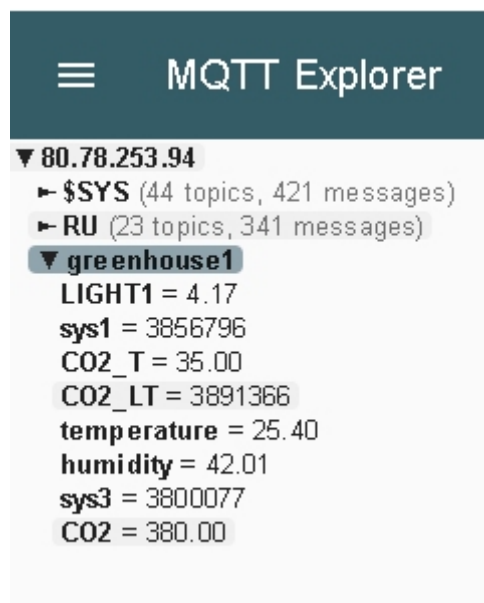 MQTT Explorer
▼ 80.78.253.94
► $SYS (44 topics, 421 messages)
► RU (23 topics, 341 messages)
▼ greenhouse1
LIGHT1 = 4.17
sys1 = 3856796
CO2_T = 35.00
CO2_LT = 3891366
temperature = 25.40
humidity = 42.01
sys3 = 3800077
CO2 = 380.00